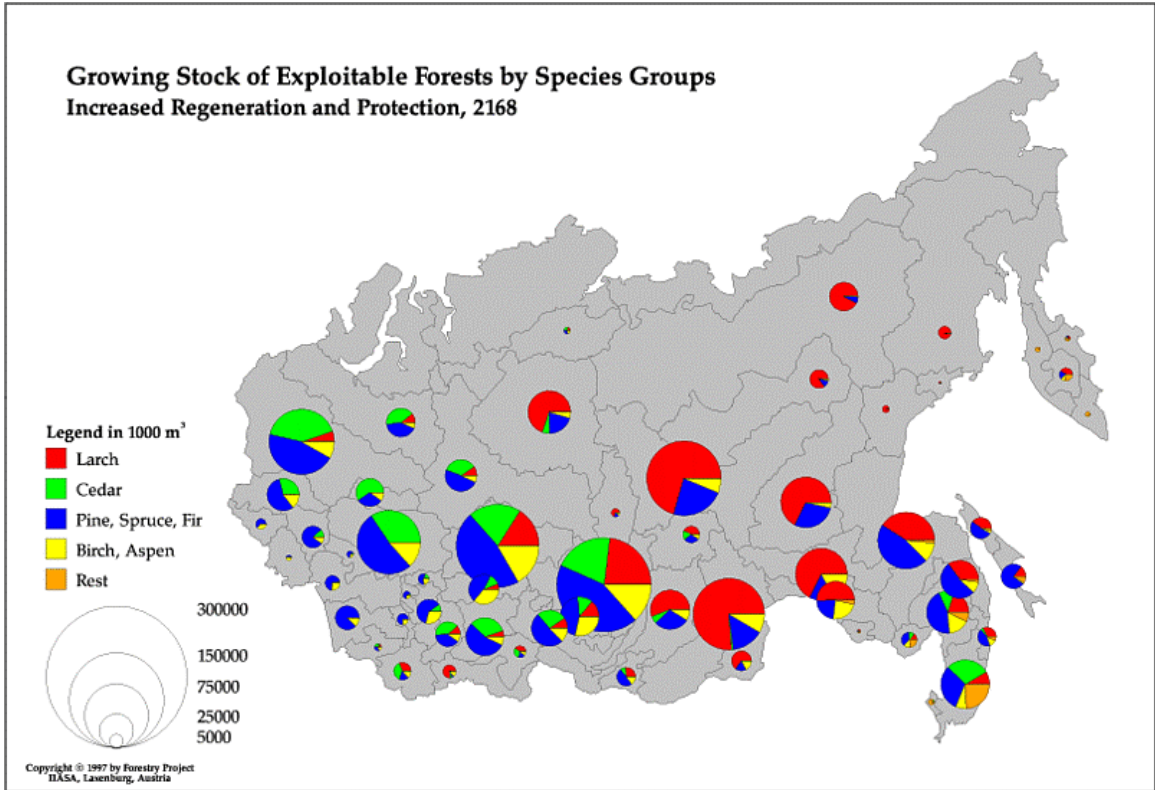 Growing Stock of Exploitable Forests by Species Groups
Increased Regeneration and Protection, 2168
Legend in 1000 m³
Larch
Cedar
Pine, Spruce, Fir
Birch, Aspen
Rest
300000
150000
75000
25000
5000
Copyright © 1997 by Forestry Project
IIASA, Laxenburg, Austria